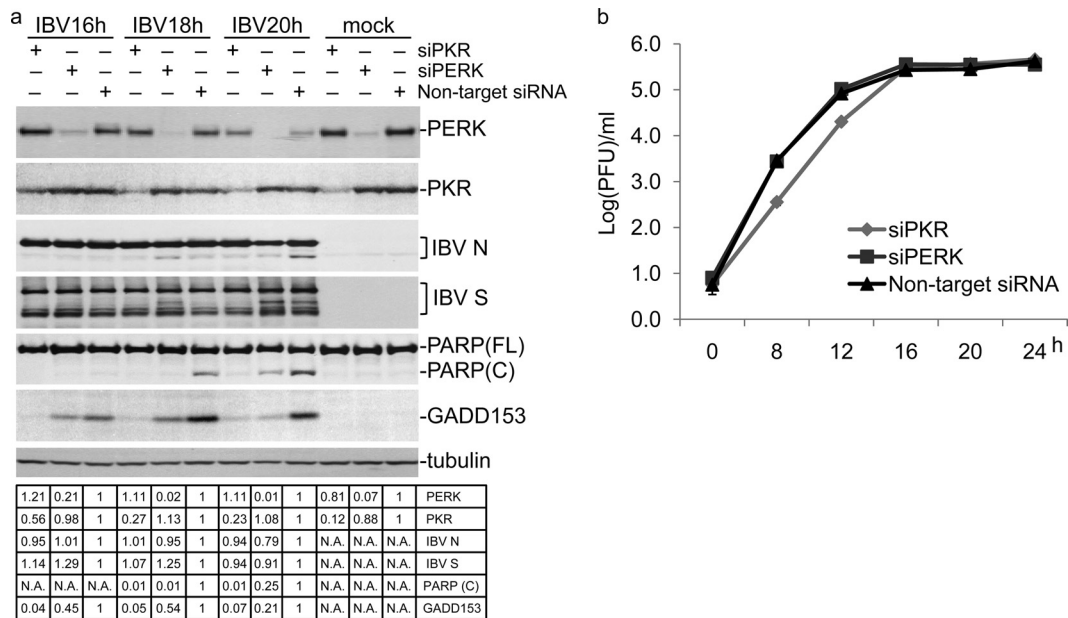 a
IBV16h IBV18h IBV20h mock
+ – – + – – + – – + – – siPKR
– + – – + – – + – – + – siPERK
– – + – – + – – + – – + Non-target siRNA
-PERK
-PKR
IBV N
IBV S
-PARP(FL)
-PARP(C)
-GADD153
-tubulin
1.21 0.21 1 1.11 0.02 1 1.11 0.01 1 0.81 0.07 1 PERK
0.56 0.98 1 0.27 1.13 1 0.23 1.08 1 0.12 0.88 1 PKR
0.95 1.01 1 1.01 0.95 1 0.94 0.79 1 N.A. N.A. N.A. IBV N
1.14 1.29 1 1.07 1.25 1 0.94 0.91 1 N.A. N.A. N.A. IBV S
N.A. N.A. N.A. 0.01 0.01 1 0.01 0.25 1 N.A. N.A. N.A. PARP (C)
0.04 0.45 1 0.05 0.54 1 0.07 0.21 1 N.A. N.A. N.A. GADD153
b
Log(PFU)/ml
6.0
5.0
4.0
3.0
2.0
1.0
0.0
siPKR
siPERK
Non-target siRNA
0 8 12 16 20 24 h